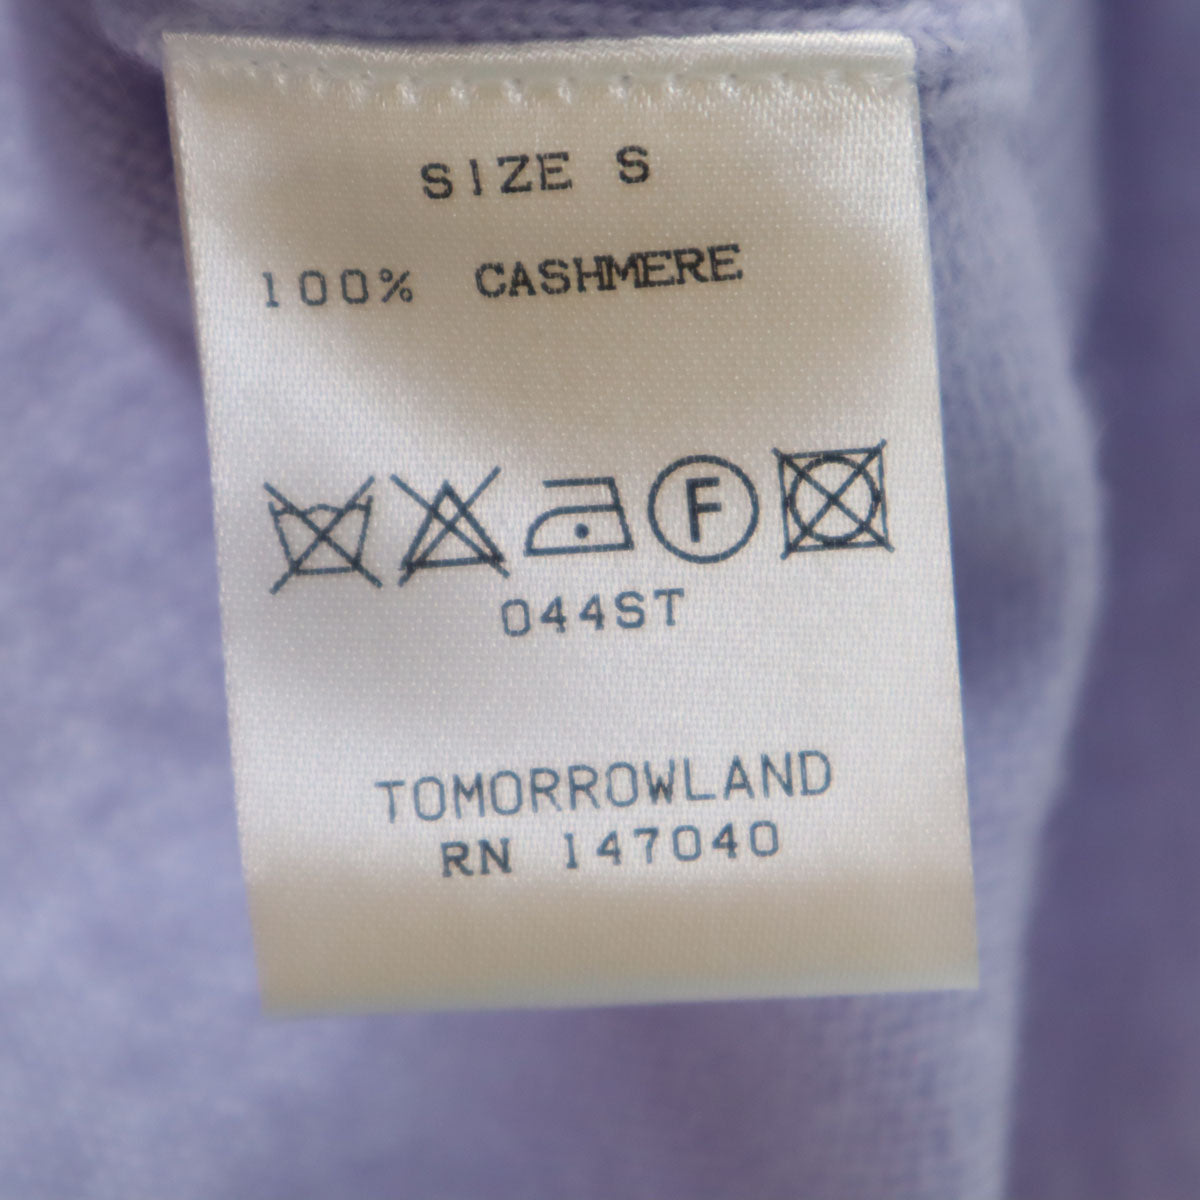 SIZE S
100% CASHMERE
F
044ST
TOMORROWLAND
RN 147040